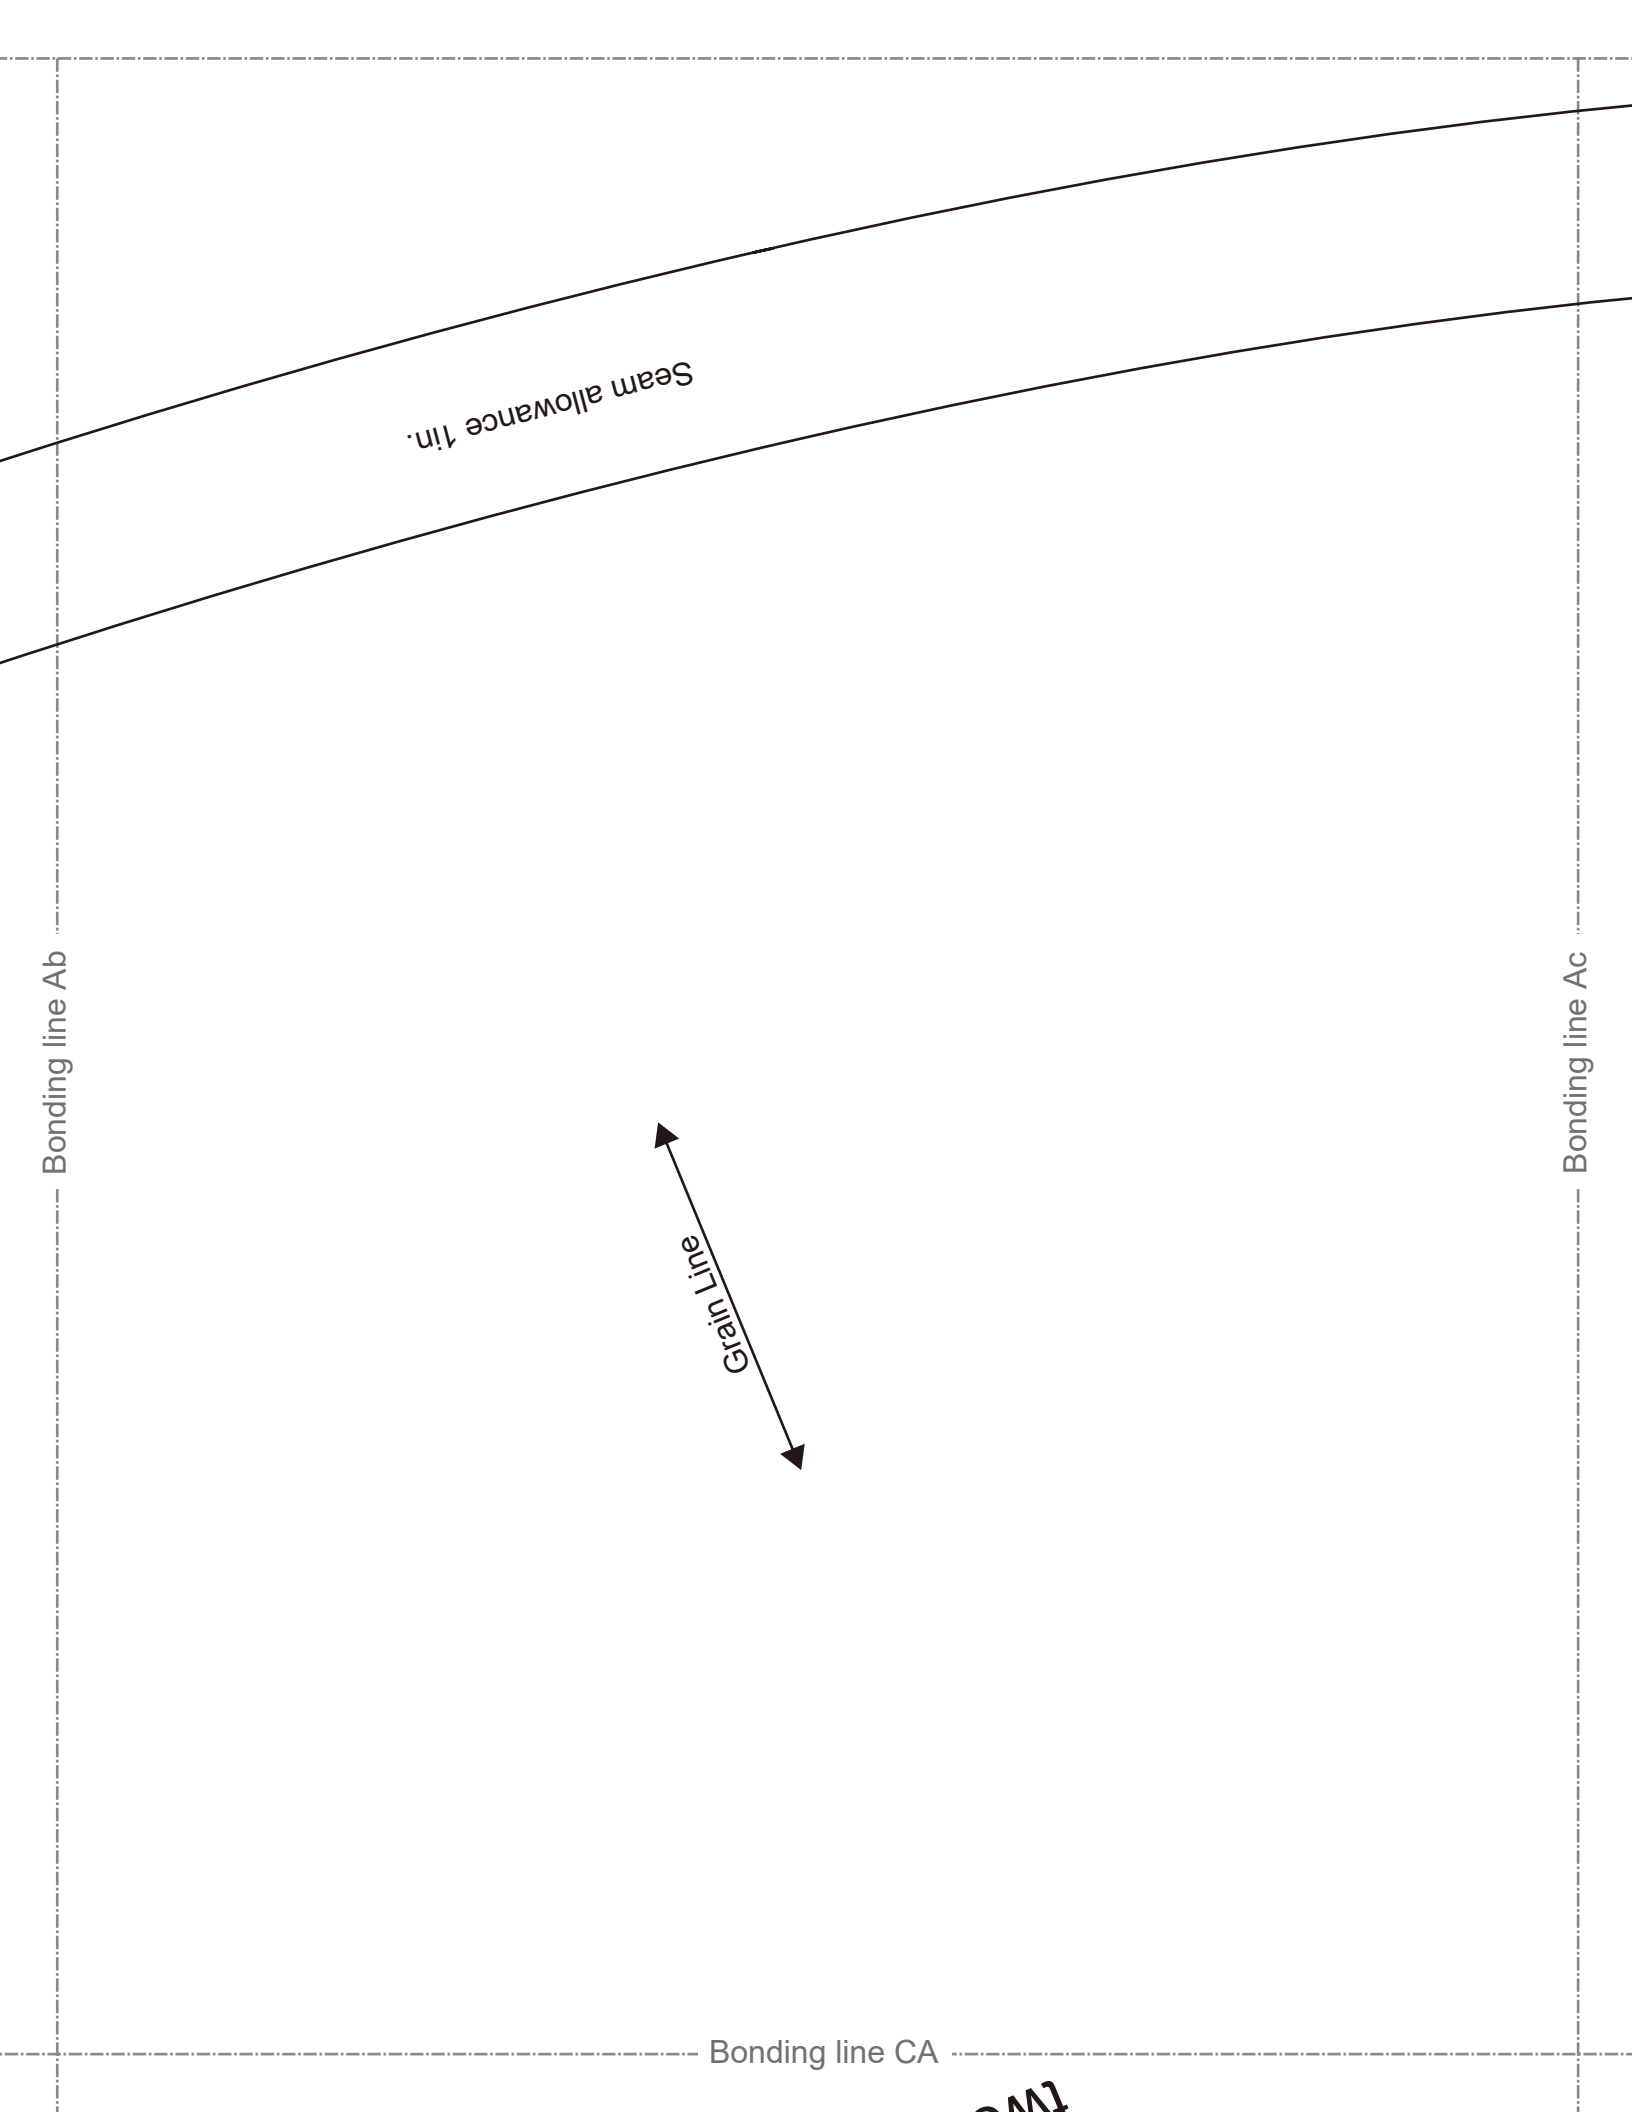 Seam allowance 1in.
Bonding line Ab
Bonding line Ac
Grain Line
Bonding line CA